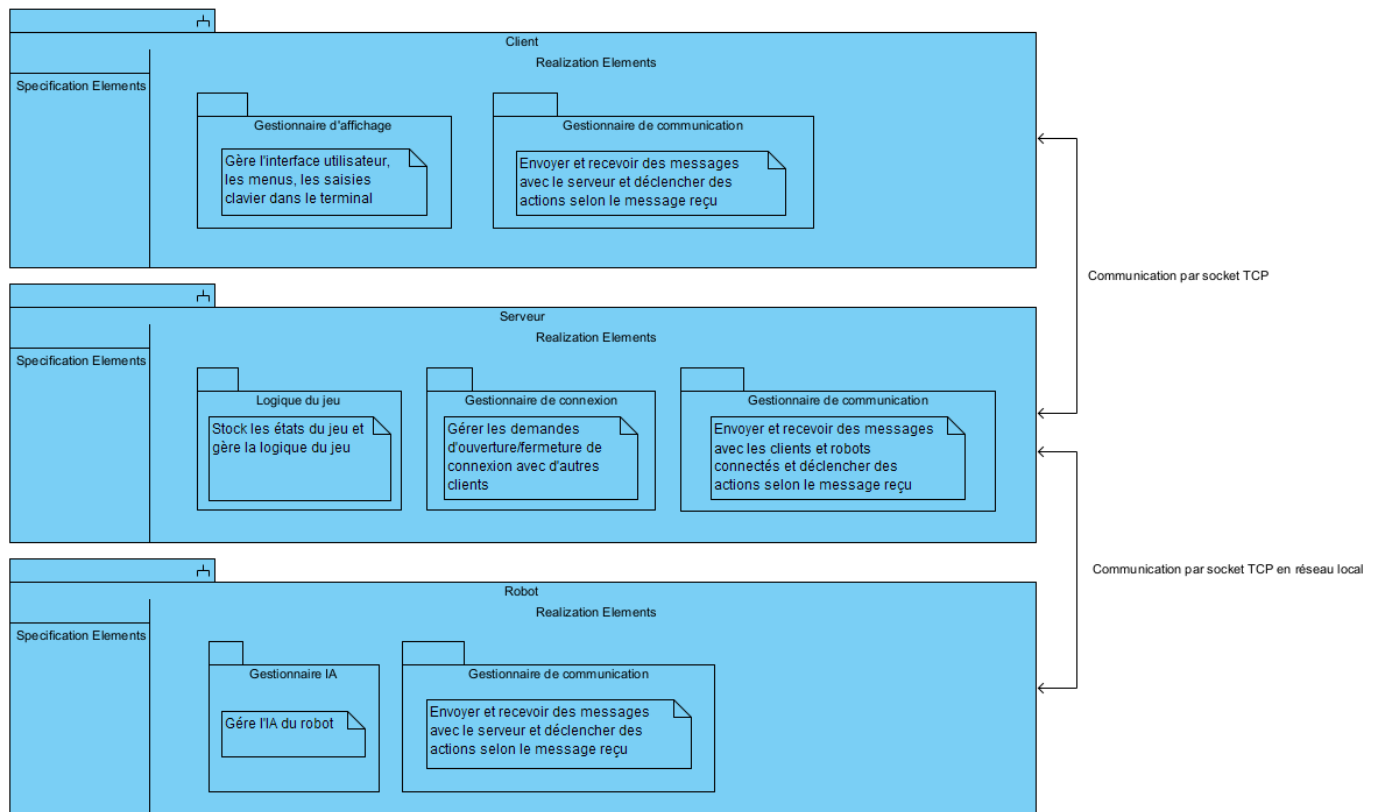 Client
Realization Elements
Specification Elements
Gestionnaire d'affichage
Gère l'interface utilisateur,
les menus, les saisies
clavier dans le terminal
Gestionnaire de communication
Envoyer et recevoir des messages
avec le serveur et déclencher des
actions selon le message reçu
Communication par socket TCP
Serveur
Realization Elements
Specification Elements
Logique du jeu
Stock les états du jeu et
gère la logique du jeu
Gestionnaire de connexion
Gérer les demandes
d'ouverture/fermeture de
connexion avec d'autres
clients
Gestionnaire de communication
Envoyer et recevoir des messages
avec les clients et robots
connectés et déclencher des
actions selon le message reçu
Communication par socket TCP en réseau local
Robot
Realization Elements
Specification Elements
Gestionnaire IA
Gére l'IA du robot
Gestionnaire de communication
Envoyer et recevoir des messages
avec le serveur et déclencher des
actions selon le message reçu